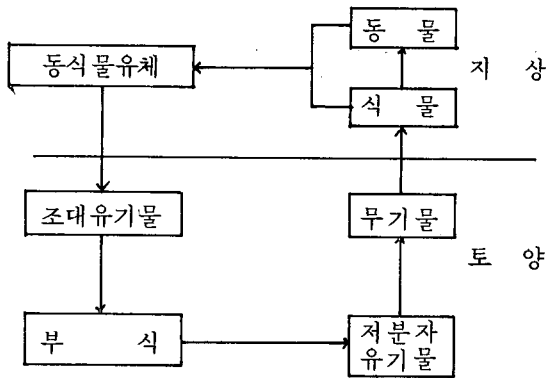 동 물
동식물유체
지 상
식 물
조대유기물
무기물
토 양
부 식
저분자
유기물